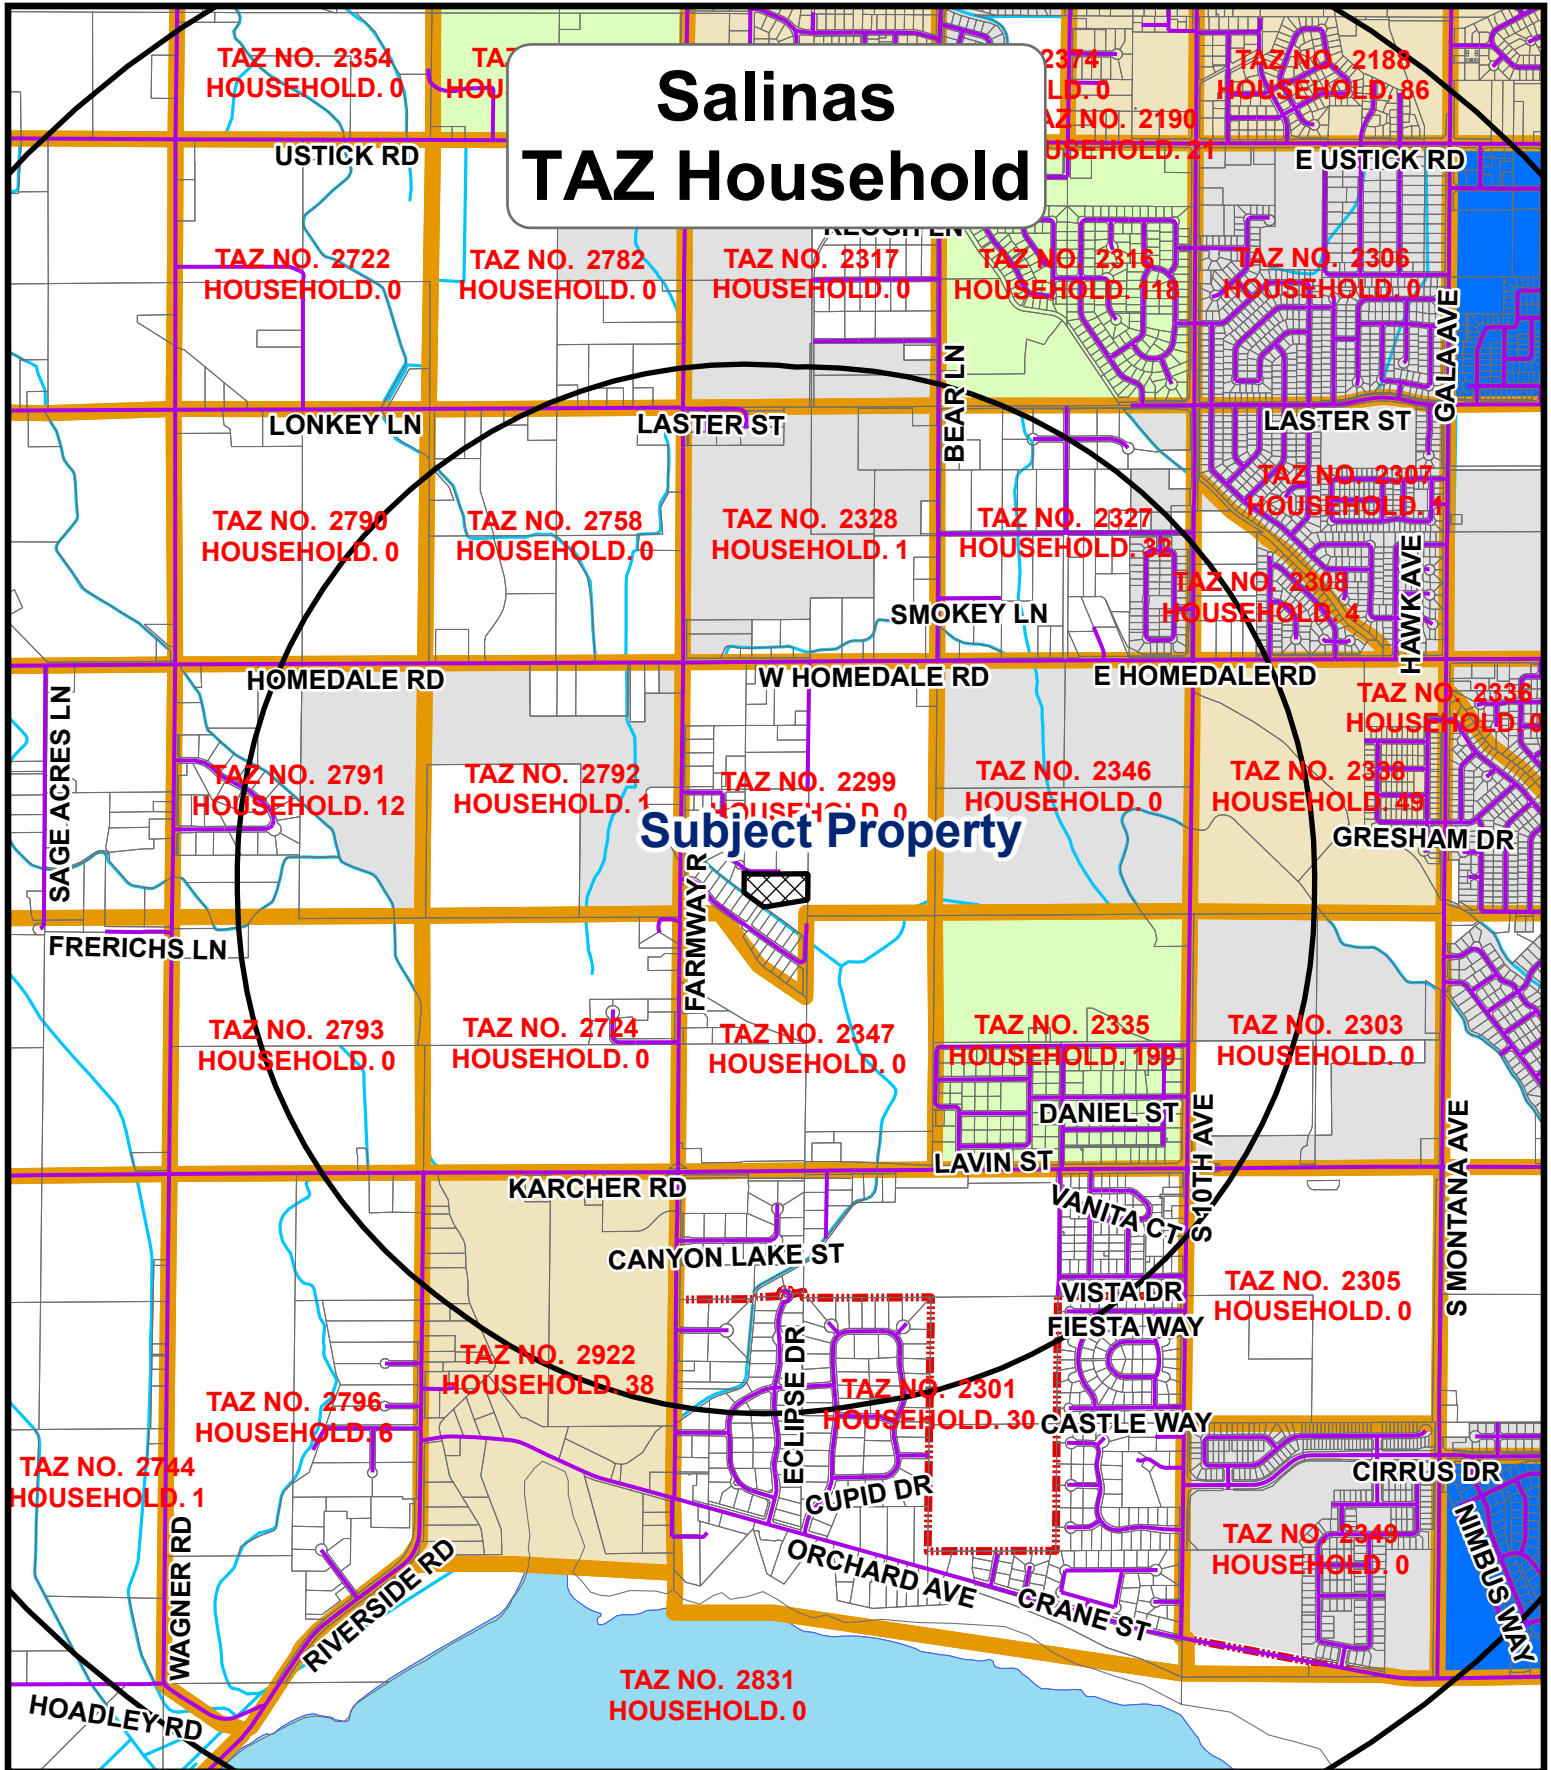 Salinas
TAZ Household
TAZ NO. 2354
HOUSEHOLD. 0
TAZ NO. 2188
HOUSEHOLD. 86
USTICK RD
E USTICK RD
TAZ NO. 2722
HOUSEHOLD. 0
TAZ NO. 2782
HOUSEHOLD. 0
TAZ NO. 2317
HOUSEHOLD. 0
TAZ NO. 2316
HOUSEHOLD. 118
TAZ NO. 2306
HOUSEHOLD. 0
GALA AVE
BEAR LN
LONKEY LN
LASTER ST
LASTER ST
TAZ NO. 2790
HOUSEHOLD. 0
TAZ NO. 2758
HOUSEHOLD. 0
TAZ NO. 2328
HOUSEHOLD. 1
TAZ NO. 2327
HOUSEHOLD. 32
TAZ NO. 2307
HOUSEHOLD. 1
TAZ NO. 2308
HOUSEHOLD. 4
HAWK AVE
SMOKEY LN
HOMEDALE RD
W HOMEDALE RD
E HOMEDALE RD
TAZ NO. 2336
HOUSEHOLD. 0
SAGE ACRES LN
TAZ NO. 2791
HOUSEHOLD. 12
TAZ NO. 2792
HOUSEHOLD. 1
TAZ NO. 2299
HOUSEHOLD. 0
TAZ NO. 2346
HOUSEHOLD. 0
TAZ NO. 2338
HOUSEHOLD. 49
Subject Property
GRESHAM DR
FARMWAY R
FRERICHS LN
TAZ NO. 2793
HOUSEHOLD. 0
TAZ NO. 2724
HOUSEHOLD. 0
TAZ NO. 2347
HOUSEHOLD. 0
TAZ NO. 2335
HOUSEHOLD. 199
TAZ NO. 2303
HOUSEHOLD. 0
DANIEL ST
LAVIN ST
S 10TH AVE
S MONTANA AVE
KARCHER RD
VANITA CT
CANYON LAKE ST
VISTA DR
FIESTA WAY
TAZ NO. 2305
HOUSEHOLD. 0
ECLIPSE DR
TAZ NO. 2922
HOUSEHOLD. 38
TAZ NO. 2301
HOUSEHOLD. 30
CASTLE WAY
TAZ NO. 2796
HOUSEHOLD. 6
TAZ NO. 2744
HOUSEHOLD. 1
CUPID DR
CIRRUS DR
NIMBUS WAY
TAZ NO. 2349
HOUSEHOLD. 0
WAGNER RD
RIVERSIDE RD
ORCHARD AVE
CRANE ST
TAZ NO. 2831
HOUSEHOLD. 0
HOADLEY RD